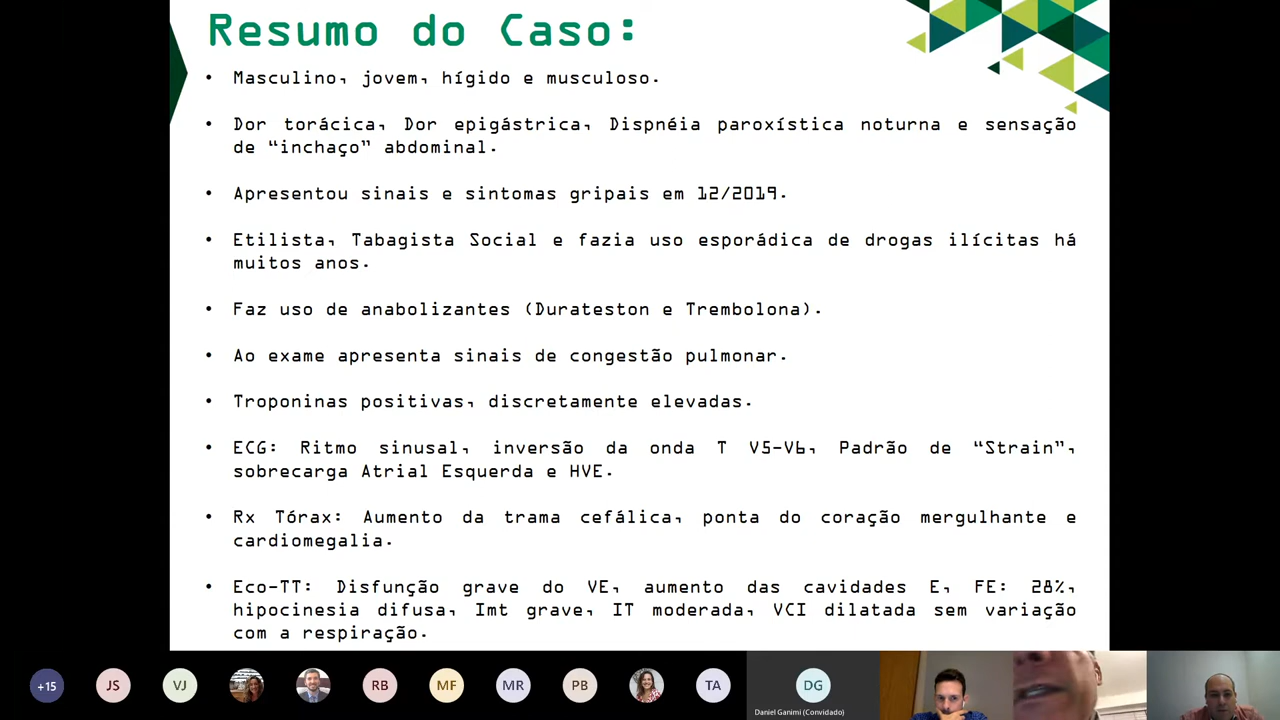 Resumo do Caso:
• Masculino, jovem, hígido e musculoso.
• Dor torácica, Dor epigástrica, Dispnéia paroxística noturna e sensação
de “inchaço” abdominal.
• Apresentou sinais e sintomas gripais em 12/2019.
• Etilista, Tabagista Social e fazia uso esporádica de drogas ilícitas há
muitos anos.
• Faz uso de anabolizantes (Durateston e Trembolona).
• Ao exame apresenta sinais de congestão pulmonar.
• Troponinas positivas, discretamente elevadas.
• ECG: Ritmo sinusal, inversão da onda T V5-V6, Padrão de “Strain”,
sobrecarga Atrial Esquerda e HVE.
• Rx Tórax: Aumento da trama cefálica, ponta do coração mergulhante e
cardiomegalia.
• Eco-TT: Disfunção grave do VE, aumento das cavidades E, FE: 28%,
hipocinesia difusa, Imt grave, IT moderada, VCI dilatada sem variação
com a respiração.
+15 JS VJ RB MF MR PB TA DG
Daniel Ganimi (Convidado)